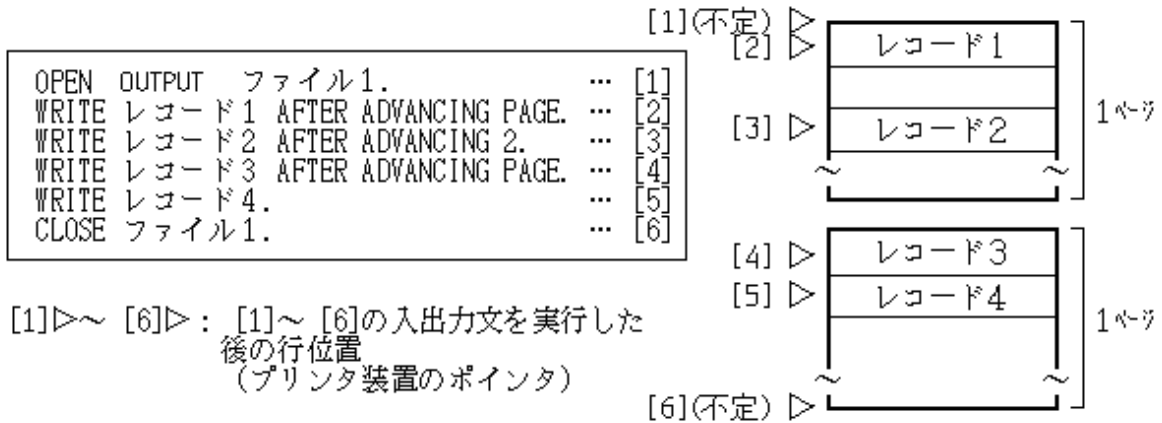 OPEN OUTPUT ファイル1. … [1]
WRITE レコード1 AFTER ADVANCING PAGE. … [2]
WRITE レコード2 AFTER ADVANCING 2. … [3]
WRITE レコード3 AFTER ADVANCING PAGE. … [4]
WRITE レコード4. … [5]
CLOSE ファイル1. … [6]
[1]▷～ [6]▷: [1]～ [6]の入出力文を実行した
後の行位置
(プリンタ装置のポインタ)
[1](不定) ▷
[2] ▷ レコード1
[3] ▷ レコード2
1ページ
[4] ▷ レコード3
[5] ▷ レコード4
1ページ
[6](不定) ▷